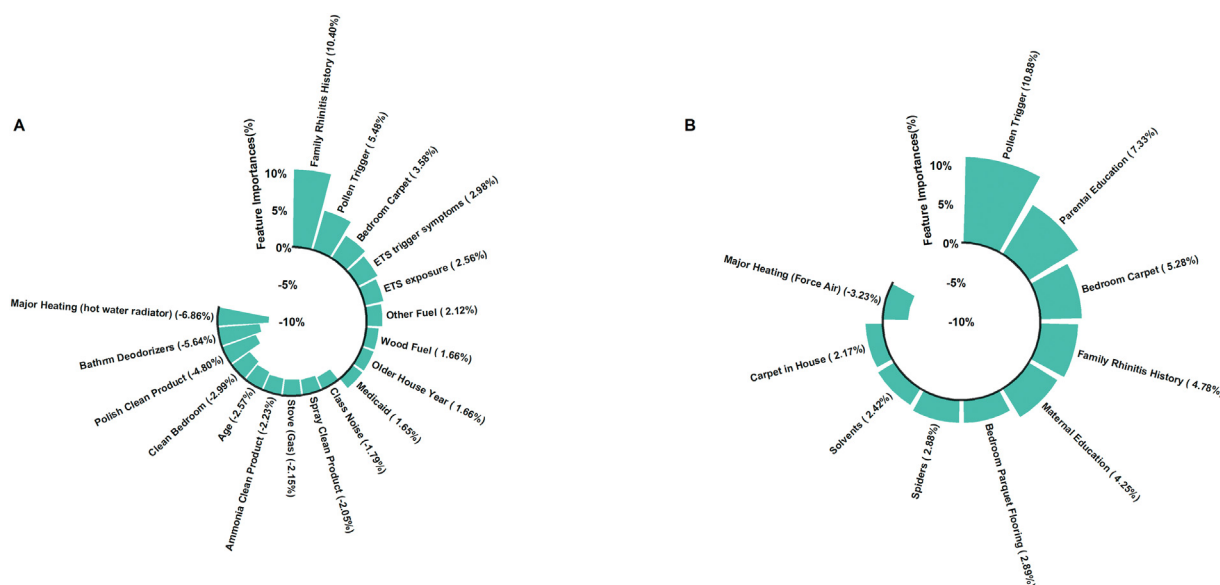 A
Feature Importances(%)
10%
5%
0%
-5%
-10%
Family Rhinitis History (10.40%)
Pollen Trigger ( 5.48%)
Bedroom Carpet ( 3.58%)
ETS trigger symptoms ( 2.98%)
ETS exposure ( 2.56%)
Other Fuel ( 2.12%)
Wood Fuel ( 1.66%)
Older House Year ( 1.66%)
Medicaid ( 1.65%)
Class Noise (-1.79%)
Spray Clean Product (-2.05%)
Stove (Gas) (-2.15%)
Ammonia Clean Product (-2.23%)
Age (-2.57%)
Clean Bedroom (-2.99%)
Polish Clean Product (-4.80%)
Bathrm Deodorizers (-5.64%)
Major Heating (hot water radiator) (-6.86%)
B
Feature Importances(%)
10%
5%
0%
-5%
-10%
Pollen Trigger (10.88%)
Parental Education ( 7.33%)
Bedroom Carpet ( 5.28%)
Family Rhinitis History ( 4.78%)
Maternal Education ( 4.25%)
Bedroom Parquet Flooring ( 2.89%)
Spiders ( 2.88%)
Solvents ( 2.42%)
Carpet in House ( 2.17%)
Major Heating (Force Air) (-3.23%)